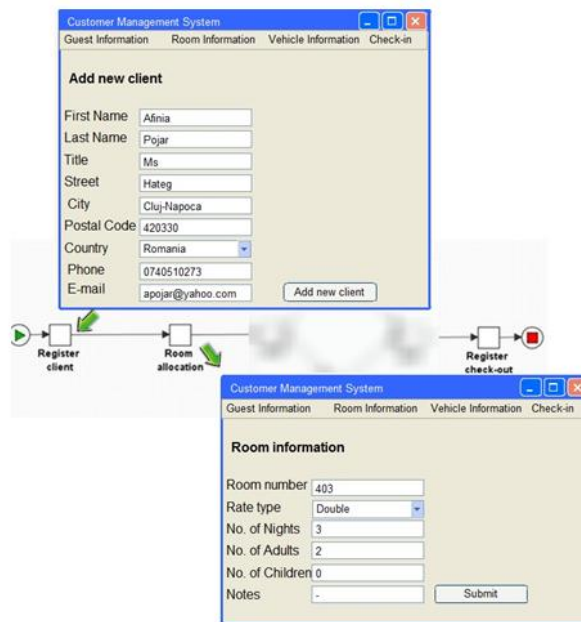 Customer Management System
Guest Information Room Information Vehicle Information Check-in
Add new client
First Name Afinia
Last Name Pojar
Title Ms
Street Hateg
City Cluj-Napoca
Postal Code 420330
Country Romania
Phone 0740510273
E-mail apojar@yahoo.com Add new client
Register client
Room allocation
Register check-out
Customer Management System
Guest Information Room Information Vehicle Information Check-in
Room information
Room number 403
Rate type Double
No. of Nights 3
No. of Adults 2
No. of Children 0
Notes - Submit